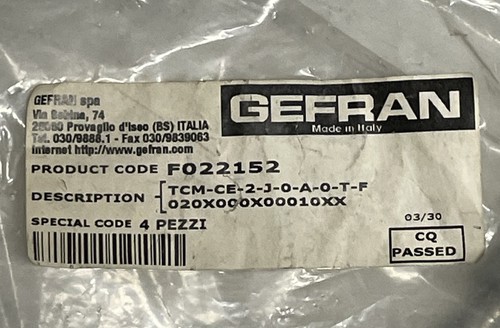 GEFRAN spa
Via Sebina, 74
25050 Provaglio d'Iseo (BS) ITALIA
Tel. 030/9888.1 - Fax 030/9839063
Internet http://www.gefran.com
GEFRAN
Made in Italy
PRODUCT CODE F022152
DESCRIPTION TCM-CE-2-J-0-A-0-T-F
020X000X00010XX
SPECIAL CODE 4 PEZZI
03/30
CQ
PASSED